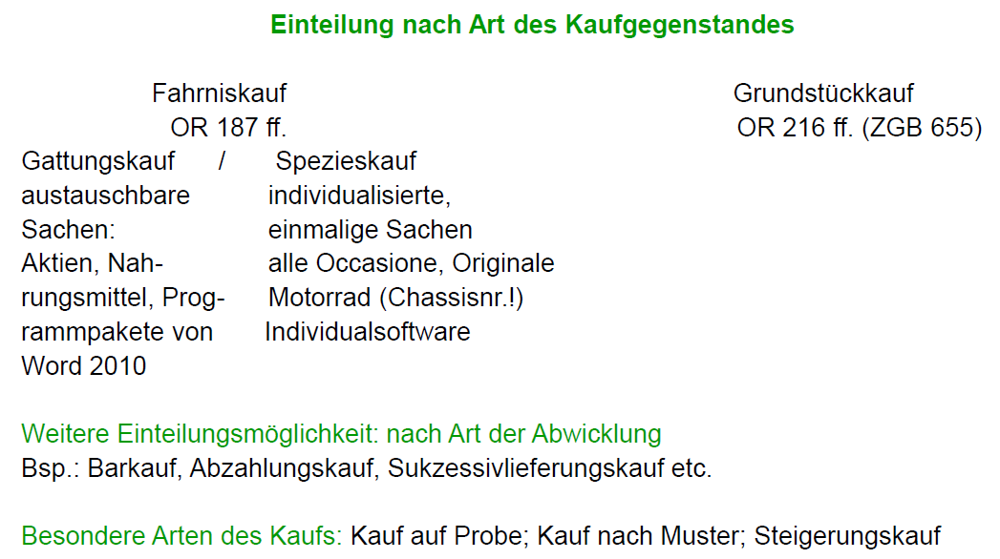 Einteilung nach Art des Kaufgegenstandes
Fahrniskauf Grundstückkauf
OR 187 ff. OR 216 ff. (ZGB 655)
Gattungskauf / Spezieskauf
austauschbare individualisierte,
Sachen: einmalige Sachen
Aktien, Nah- alle Occasione, Originale
rungsmittel, Prog- Motorrad (Chassisnr.!)
rammpakete von Individualsoftware
Word 2010
Weitere Einteilungsmöglichkeit: nach Art der Abwicklung
Bsp.: Barkauf, Abzahlungskauf, Sukzessivlieferungskauf etc.
Besondere Arten des Kaufs: Kauf auf Probe; Kauf nach Muster; Steigerungskauf